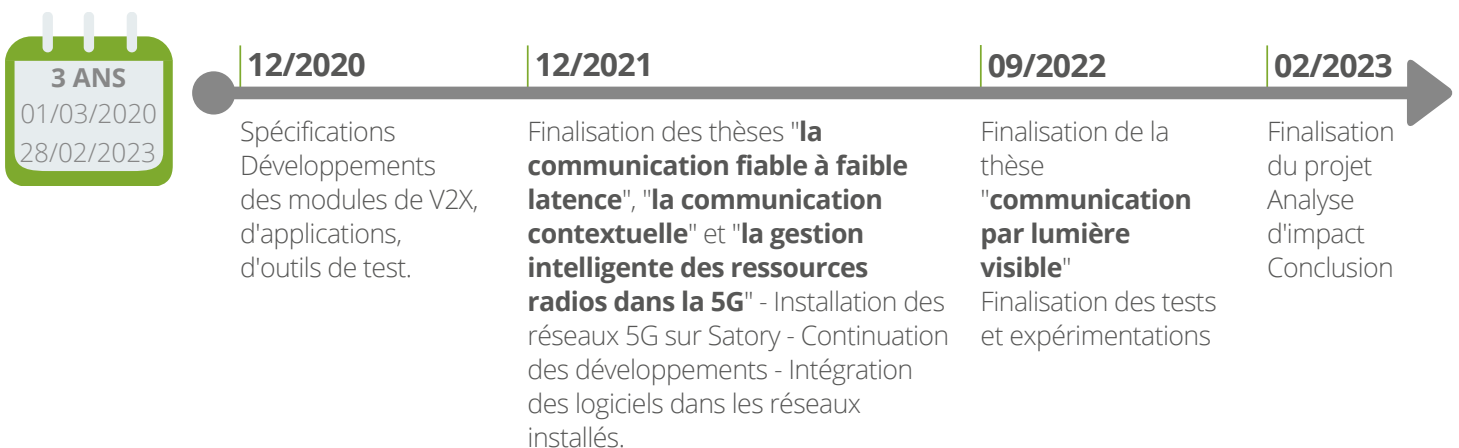 3 ANS
01/03/2020
28/02/2023
12/2020
Spécifications
Développements
des modules de V2X,
d'applications,
d'outils de test.
12/2021
Finalisation des thèses "la
communication fiable à faible
latence", "la communication
contextuelle" et "la gestion
intelligente des ressources
radios dans la 5G" - Installation des
réseaux 5G sur Satory - Continuation
des développements - Intégration
des logiciels dans les réseaux
installés.
09/2022
Finalisation de la
thèse
"communication
par lumière
visible"
Finalisation des tests
et expérimentations
02/2023
Finalisation
du projet
Analyse
d'impact
Conclusion